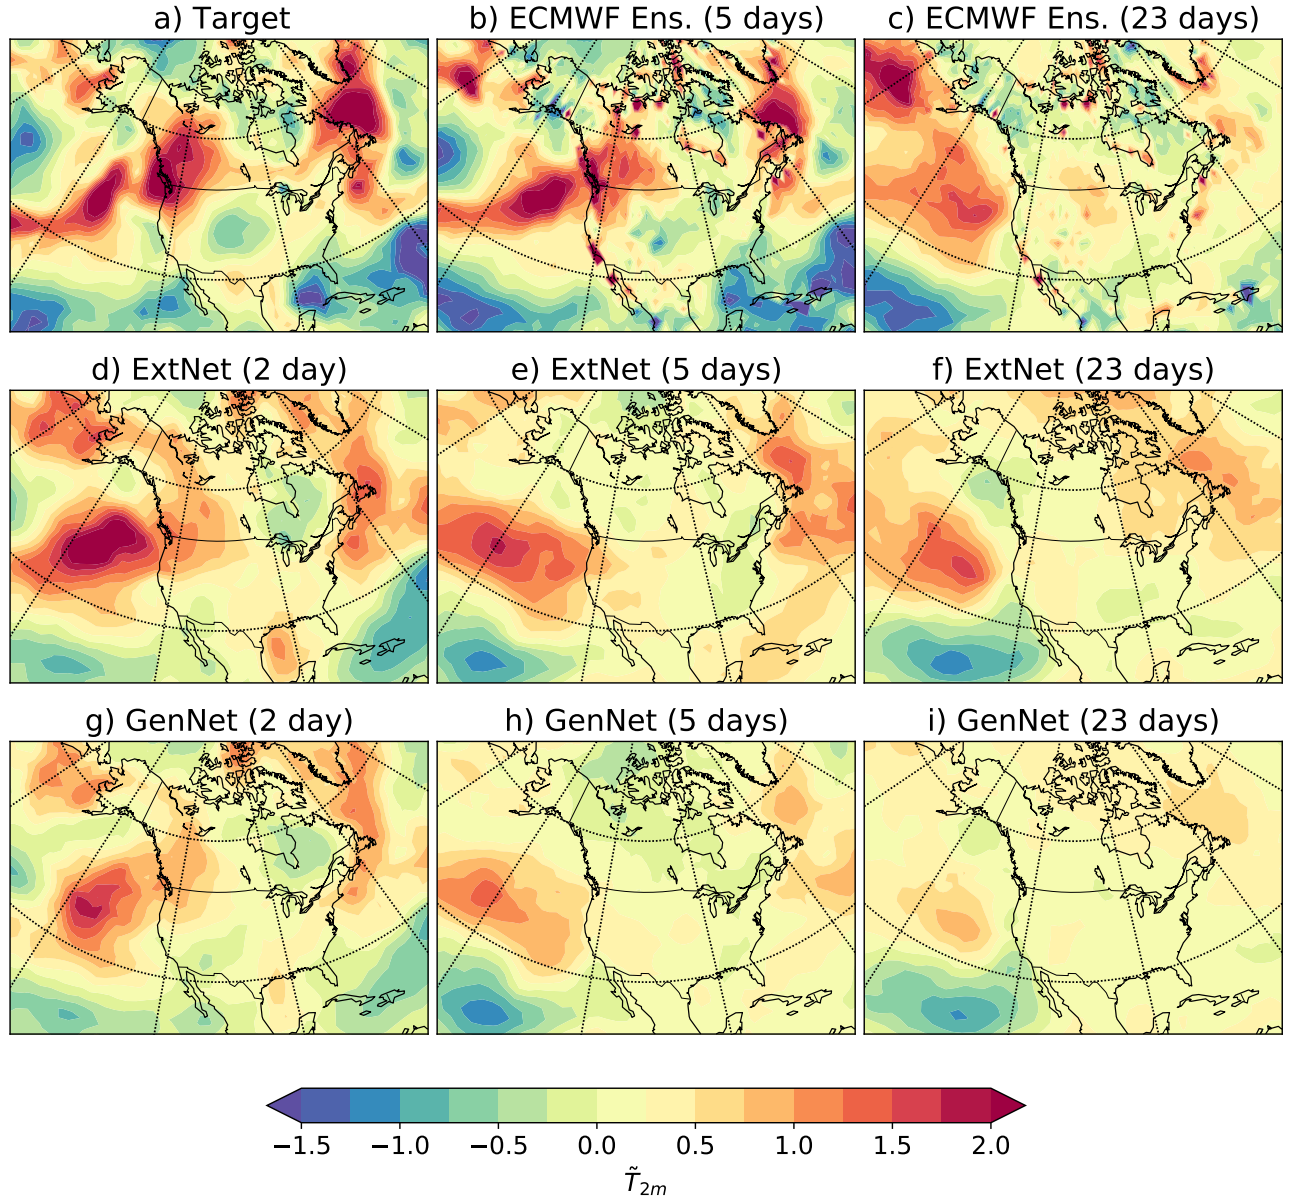 a) Target
b) ECMWF Ens. (5 days)
c) ECMWF Ens. (23 days)
d) ExtNet (2 day)
e) ExtNet (5 days)
f) ExtNet (23 days)
g) GenNet (2 day)
h) GenNet (5 days)
i) GenNet (23 days)
−1.5 −1.0 −0.5 0.0 0.5 1.0 1.5 2.0
T̃2m